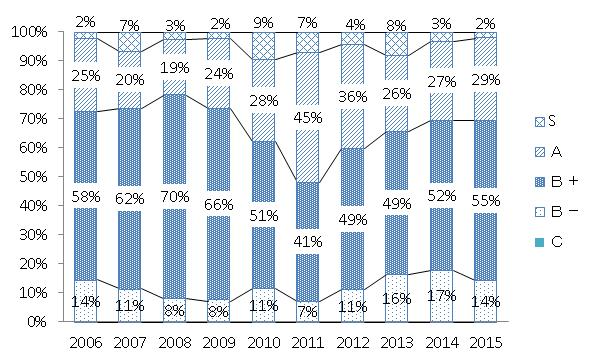 2% 7% 3% 2% 9% 7% 4% 8% 3% 2%
100%
90%
80%
70%
60%
50%
40%
30%
20%
10%
0%
25% 20% 19% 24% 28% 45% 36% 26% 27% 29%
58% 62% 70% 66% 51% 41% 49% 49% 52% 55%
14% 11% 8% 8% 11% 7% 11% 16% 17% 14%
2006 2007 2008 2009 2010 2011 2012 2013 2014 2015
S
A
B +
B −
C